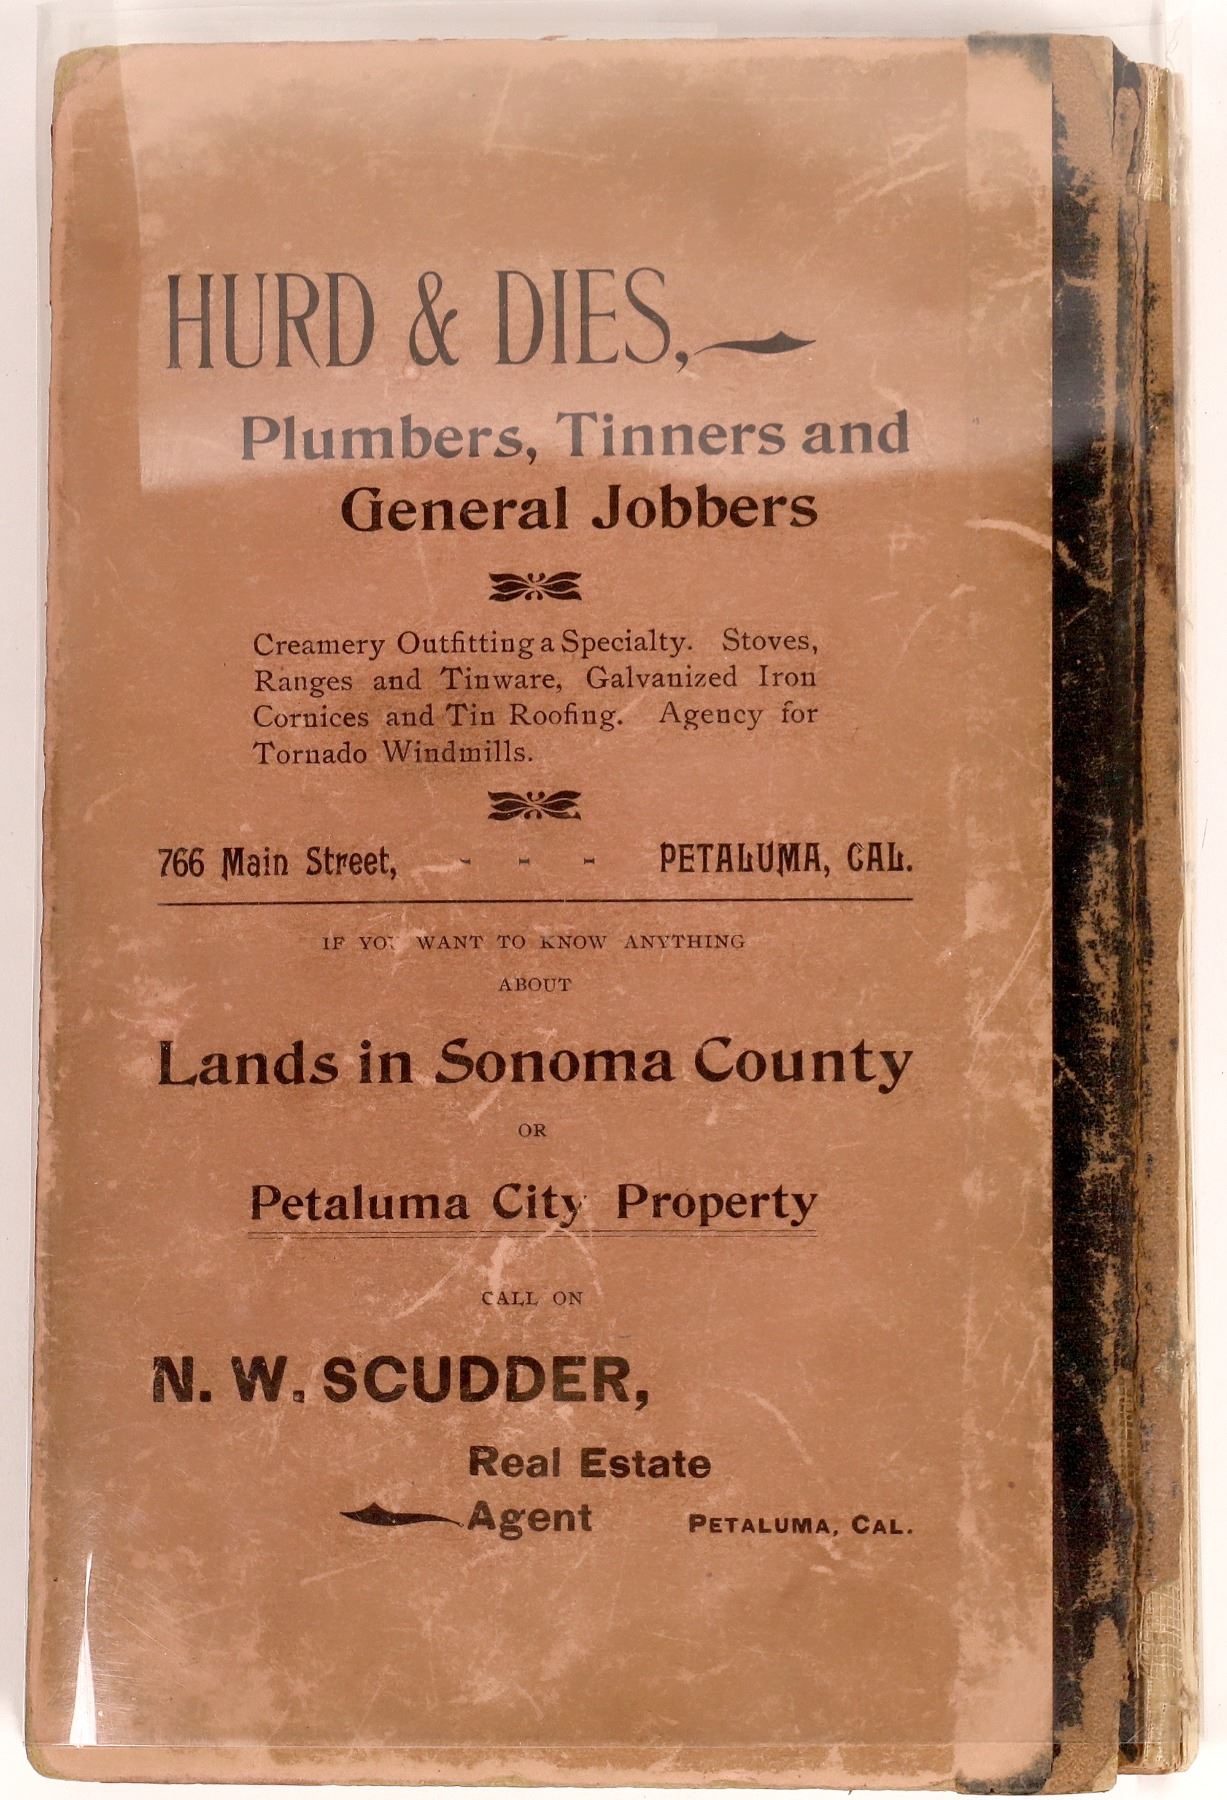 HURD & DIES,
Plumbers, Tinners and
General Jobbers
Creamery Outfitting a Specialty. Stoves,
Ranges and Tinware, Galvanized Iron
Cornices and Tin Roofing. Agency for
Tornado Windmills.
766 Main Street, - - - PETALUMA, CAL.
IF YOU WANT TO KNOW ANYTHING
ABOUT
Lands in Sonoma County
OR
Petaluma City Property
CALL ON
N. W. SCUDDER,
Real Estate
Agent PETALUMA, CAL.